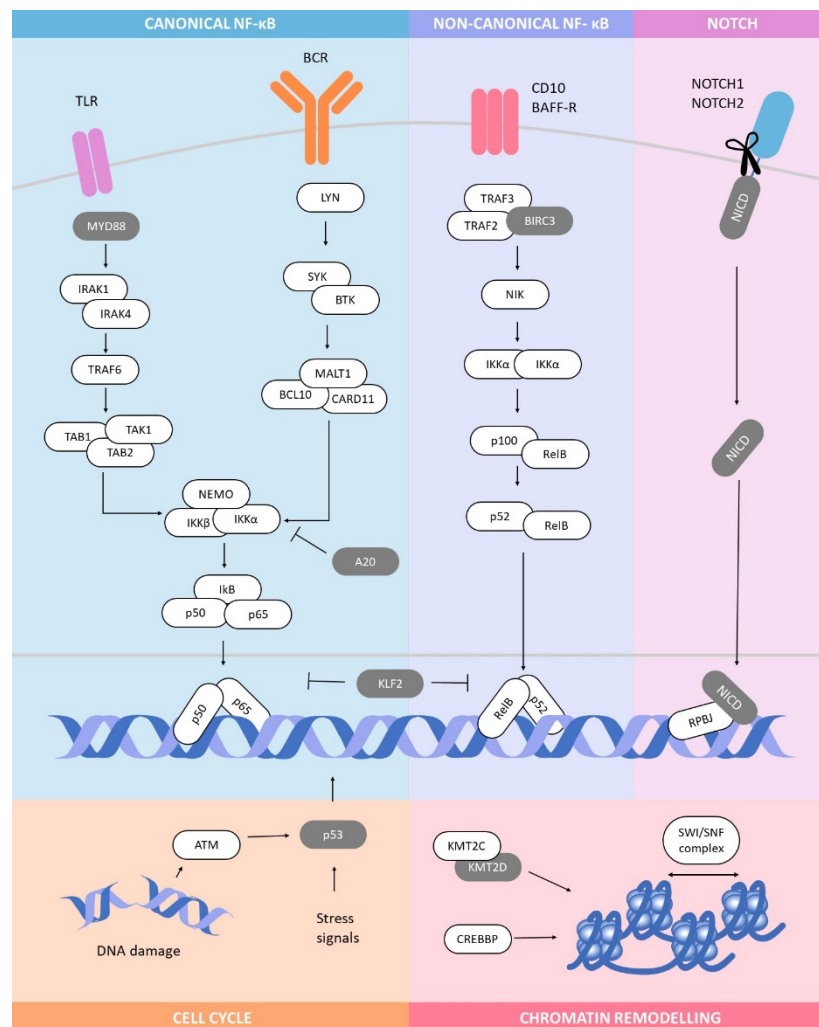 CANONICAL NF-κB
NON-CANONICAL NF- κB
NOTCH
TLR
BCR
CD10
BAFF-R
NOTCH1
NOTCH2
MYD88
IRAK1
IRAK4
TRAF6
TAB1
TAK1
TAB2
LYN
SYK
BTK
MALT1
BCL10
CARD11
NEMO
IKKβ
IKKα
A20
IkB
p50
p65
TRAF3
TRAF2
BIRC3
NIK
IKKα
IKKα
p100
RelB
p52
RelB
NICD
NICD
KLF2
p50
p65
RelB
p52
NICD
RPBJ
ATM
p53
DNA damage
Stress
signals
KMT2C
KMT2D
CREBBP
SWI/SNF
complex
CELL CYCLE
CHROMATIN REMODELLING